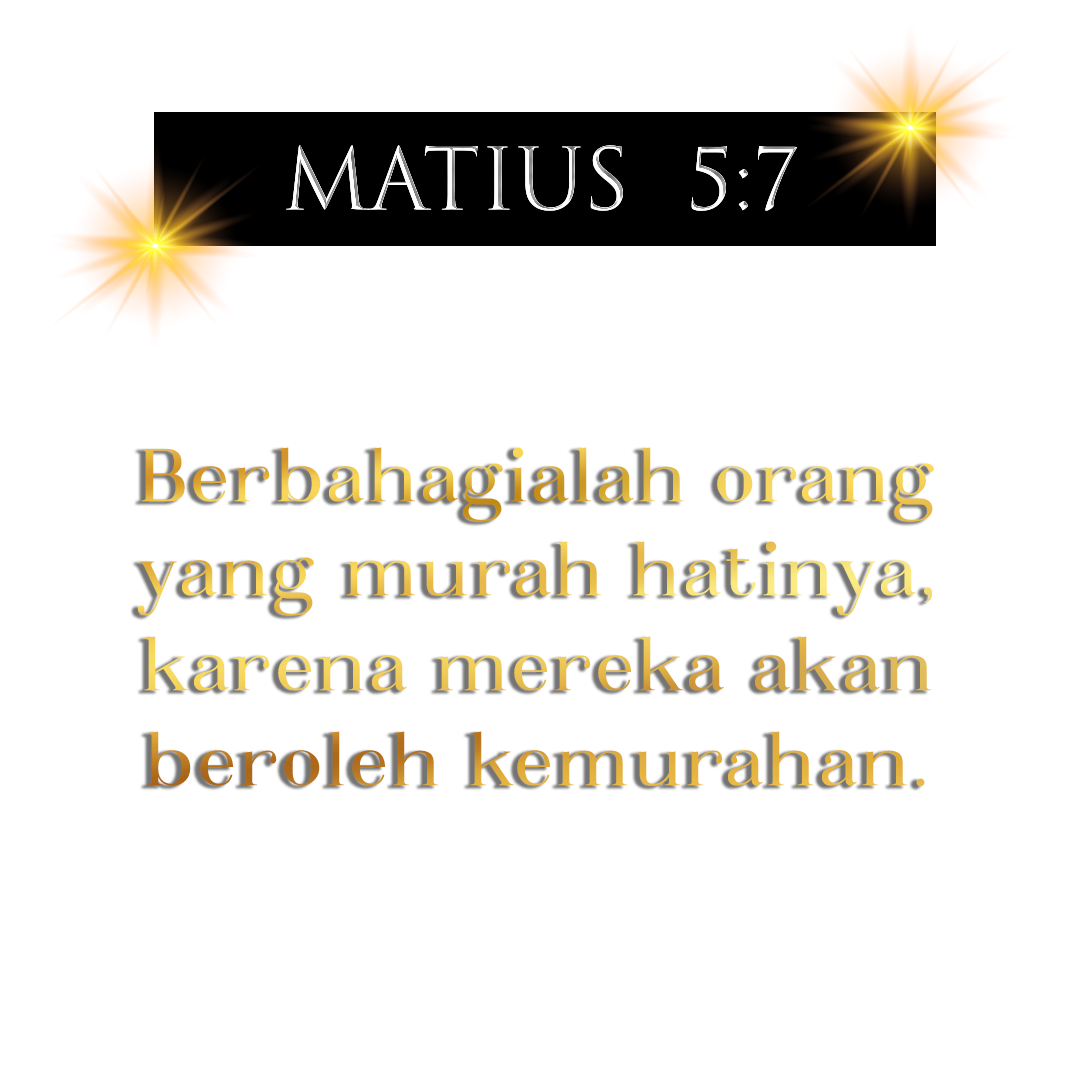 MATIUS 5:7
Berbahagialah orang
yang murah hatinya,
karena mereka akan
beroleh kemurahan.